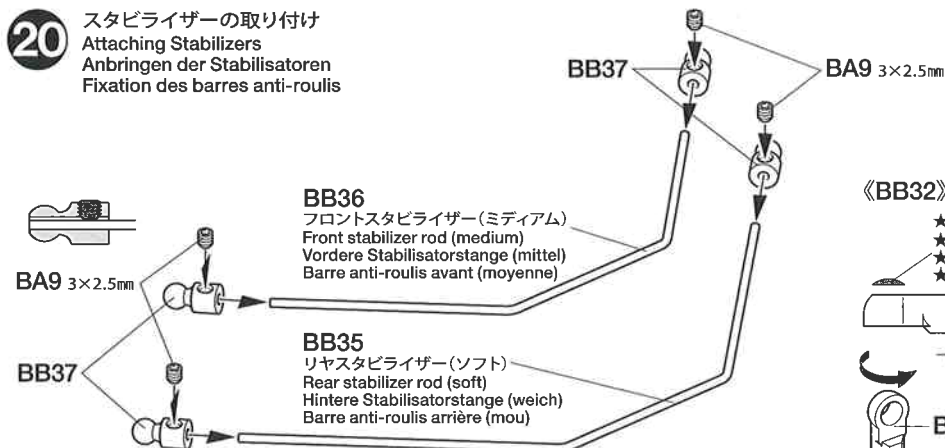 20
スタビライザーの取り付け
Attaching Stabilizers
Anbringen der Stabilisatoren
Fixation des barres anti-roulis
BB37
BA9 3×2.5mm
BB36
フロントスタビライザー(ミディアム)
Front stabilizer rod (medium)
Vordere Stabilisatorstange (mittel)
Barre anti-roulis avant (moyenne)
《BB32》
★
★
★
★
BA9 3×2.5mm
BB37
BB35
リヤスタビライザー(ソフト)
Rear stabilizer rod (soft)
Hintere Stabilisatorstange (weich)
Barre anti-roulis arrière (mou)